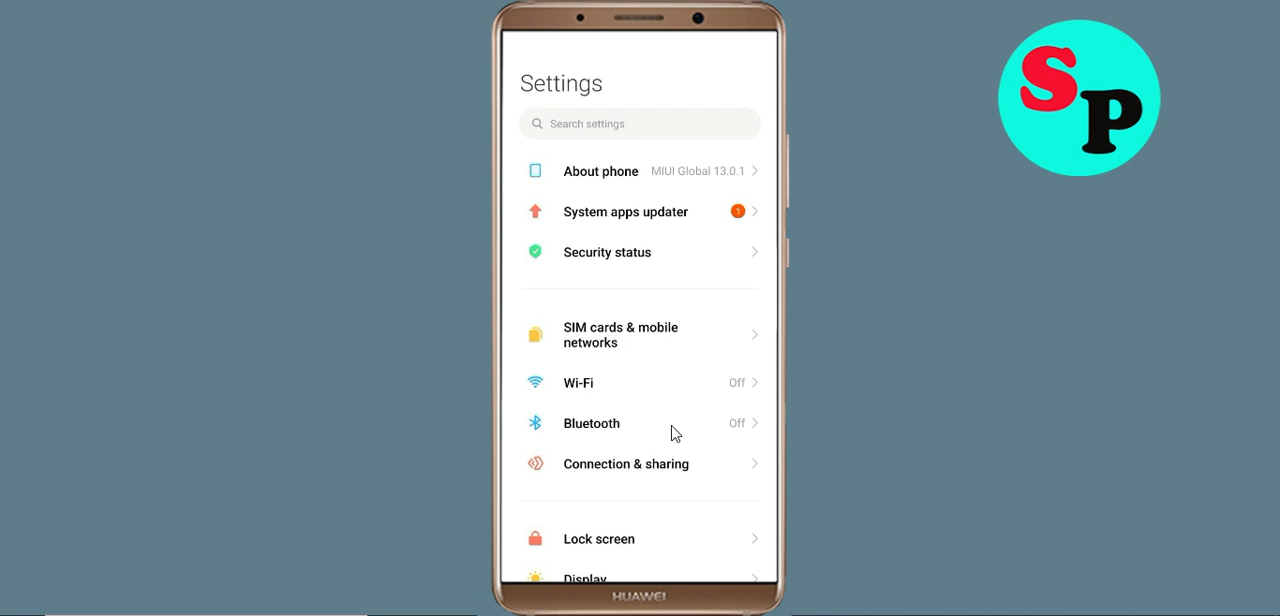 Settings
Search settings
About phone MIUI Global 13.0.1
System apps updater 1
Security status
SIM cards & mobile
networks
Wi-Fi Off
Bluetooth Off
Connection & sharing
Lock screen
Display
HUAWEI
SP